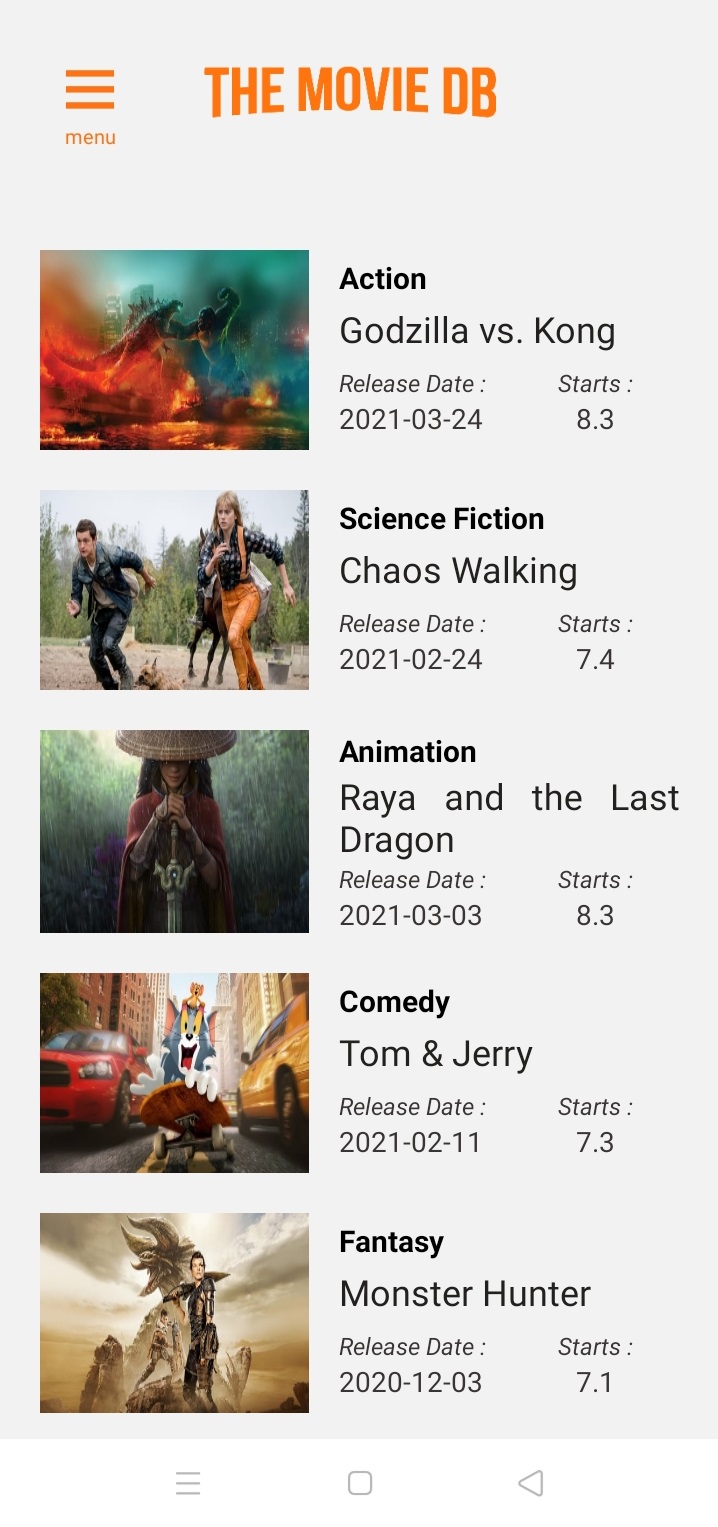 THE MOVIE DB
menu
Action
Godzilla vs. Kong
Release Date : Starts :
2021-03-24 8.3
Science Fiction
Chaos Walking
Release Date : Starts :
2021-02-24 7.4
Animation
Raya and the Last
Dragon
Release Date : Starts :
2021-03-03 8.3
Comedy
Tom & Jerry
Release Date : Starts :
2021-02-11 7.3
Fantasy
Monster Hunter
Release Date : Starts :
2020-12-03 7.1